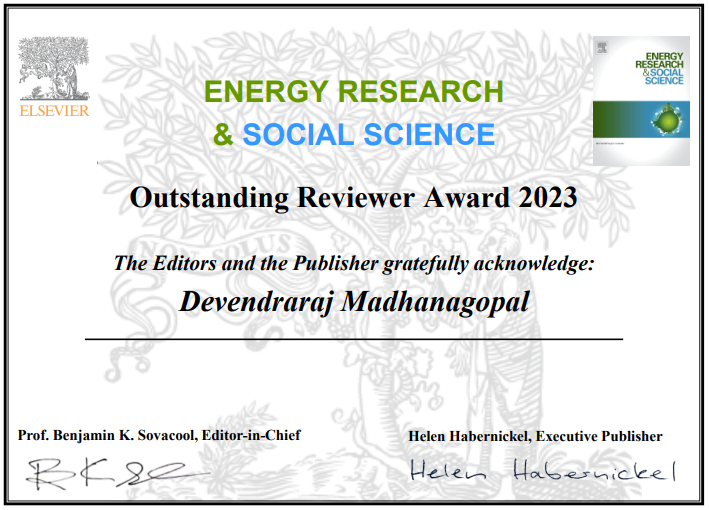 ELSEVIER
ENERGY RESEARCH
& SOCIAL SCIENCE
ENERGY
RESEARCH
&SOCIAL
SCIENCE
Outstanding Reviewer Award 2023
The Editors and the Publisher gratefully acknowledge:
Devendraraj Madhanagopal
Prof. Benjamin K. Sovacool, Editor-in-Chief
Helen Habernickel, Executive Publisher
Helen Habernickel